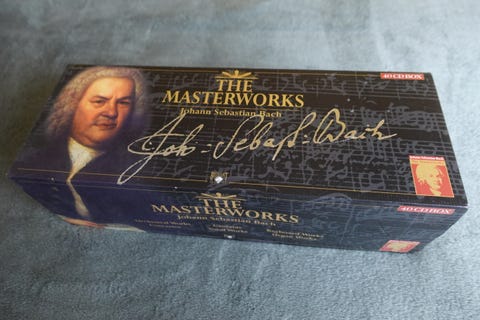 THE
MASTERWORKS
Johann Sebastian Bach
40 CD BOX
Joh: Sebast: Bach
THE
MASTERWORKS
Johann Sebastian Bach
40 CD BOX
Orchestral Works Cantatas Keyboard Works
Vocal Works Organ Works